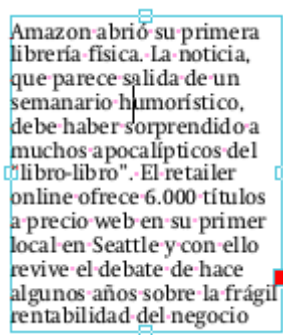 Amazon abrió su primera
librería física. La noticia,
que parece salida de un
semanario humorístico,
debe haber sorprendido a
muchos apocalípticos del
"libro-libro". El retailer
online ofrece 6.000 títulos
a precio web en su primer
local en Seattle y con ello
revive el debate de hace
algunos años sobre la frágil
rentabilidad del negocio